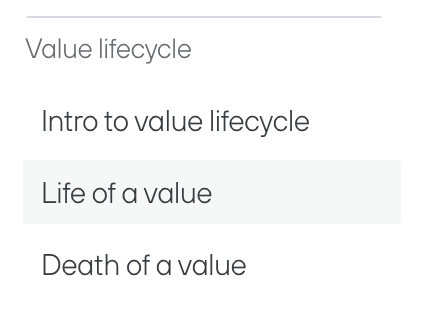 Value lifecycle
Intro to value lifecycle
Life of a value
Death of a value